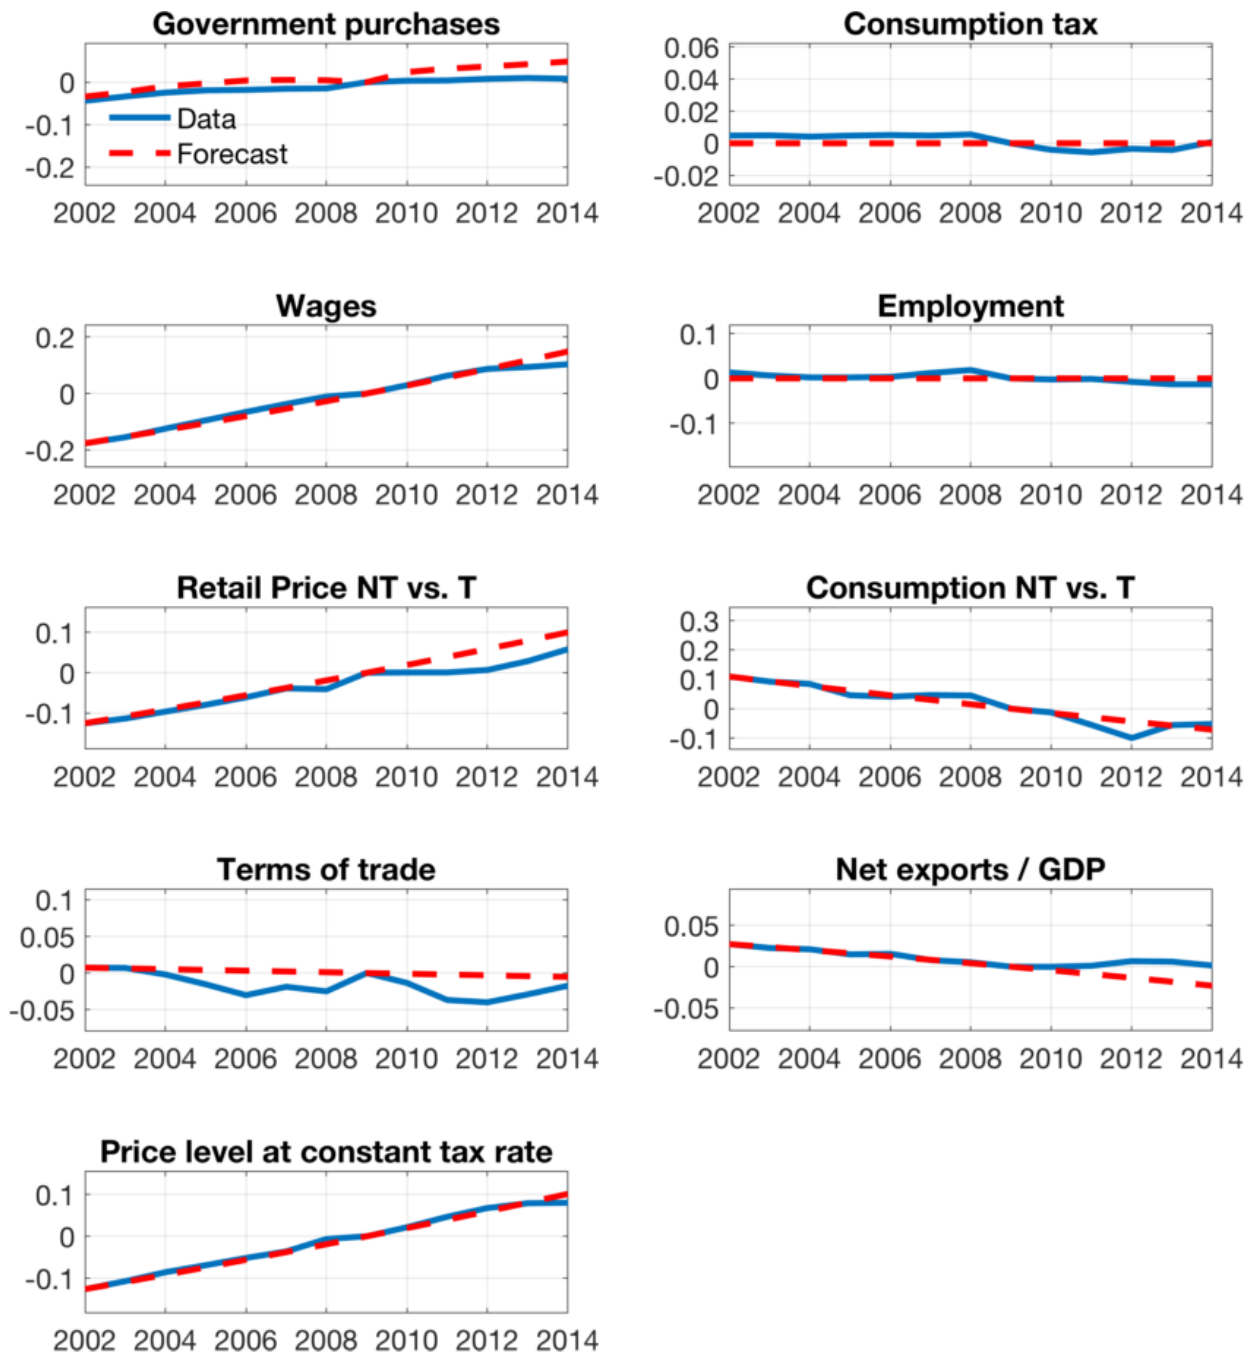 Government purchases
0
-0.1
-0.2
Data
Forecast
2002 2004 2006 2008 2010 2012 2014
Consumption tax
0.06
0.04
0.02
0
-0.02
2002 2004 2006 2008 2010 2012 2014
Wages
0.2
0
-0.2
2002 2004 2006 2008 2010 2012 2014
Employment
0.1
0
-0.1
2002 2004 2006 2008 2010 2012 2014
Retail Price NT vs. T
0.1
0
-0.1
2002 2004 2006 2008 2010 2012 2014
Consumption NT vs. T
0.3
0.2
0.1
0
-0.1
2002 2004 2006 2008 2010 2012 2014
Terms of trade
0.1
0.05
0
-0.05
2002 2004 2006 2008 2010 2012 2014
Net exports / GDP
0.05
0
-0.05
2002 2004 2006 2008 2010 2012 2014
Price level at constant tax rate
0.1
0
-0.1
2002 2004 2006 2008 2010 2012 2014